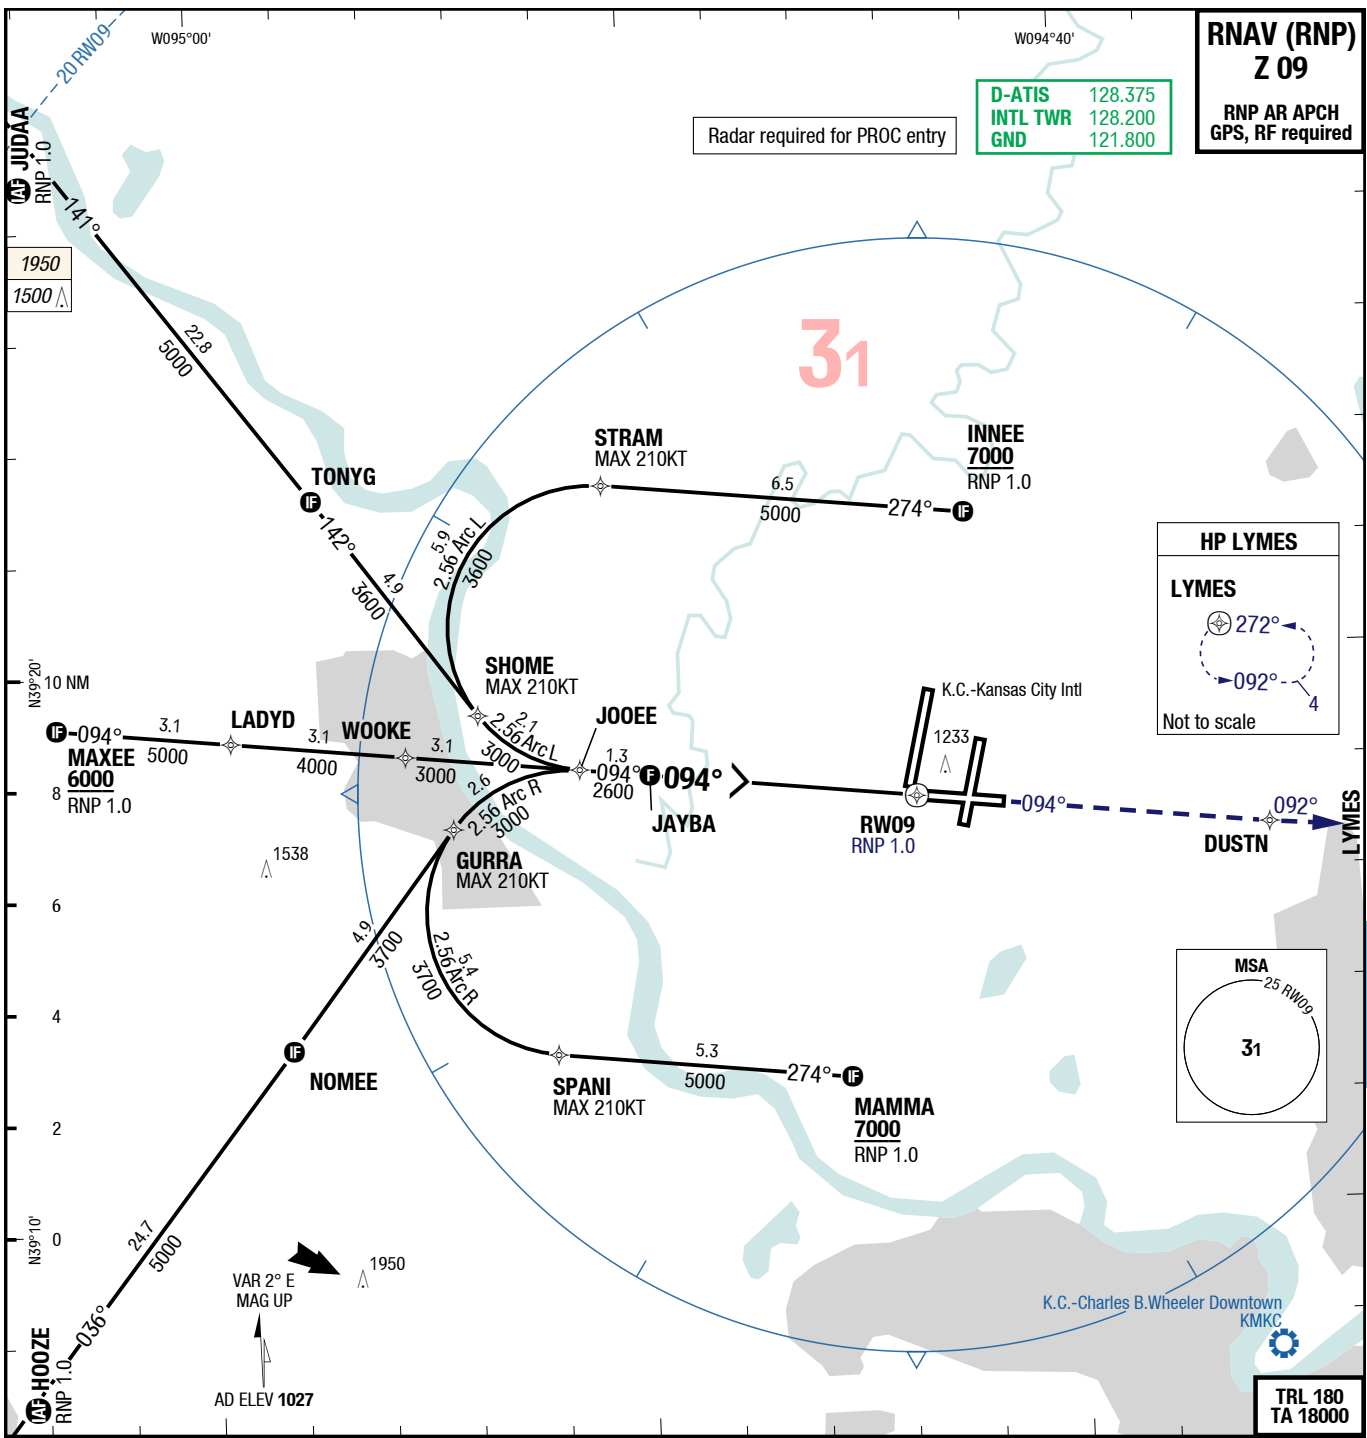 W095°00'
W094°40'
RNAV (RNP)
Z 09
RNP AR APCH
GPS, RF required
20 RW09
D-ATIS 128.375
INTL TWR 128.200
GND 121.800
Radar required for PROC entry
IAF JUDAA
RNP 1.0
141°
1950
1500
31
22.8
5000
TONYG
IF
142°
4.9
3600
STRAM
MAX 210KT
6.5
5000
274°
IF
INNEE
7000
RNP 1.0
5.9
2.56 Arc L
3600
HP LYMES
LYMES
272°
092°
4
Not to scale
N39°20'
10 NM
SHOME
MAX 210KT
2.1
2.56 Arc L
3000
JOOEE
K.C.-Kansas City Intl
1233
IF
094°
3.1
5000
MAXEE
6000
RNP 1.0
LADYD
3.1
4000
WOOKE
3.1
3000
1.3
094°
2600
F
094°
JAYBA
RW09
RNP 1.0
094°
092°
DUSTN
LYMES
8
2.6
2.56 Arc R
3000
GURRA
MAX 210KT
1538
6
4.9
3700
5.4
2.56 Arc R
3700
4
IF
NOMEE
SPANI
MAX 210KT
5.3
5000
274°
IF
MAMMA
7000
RNP 1.0
MSA
25 RW09
31
2
N39°10'
0
24.7
5000
036°
IAF HOOZE
RNP 1.0
VAR 2° E
MAG UP
1950
AD ELEV 1027
K.C.-Charles B.Wheeler Downtown
KMKC
TRL 180
TA 18000